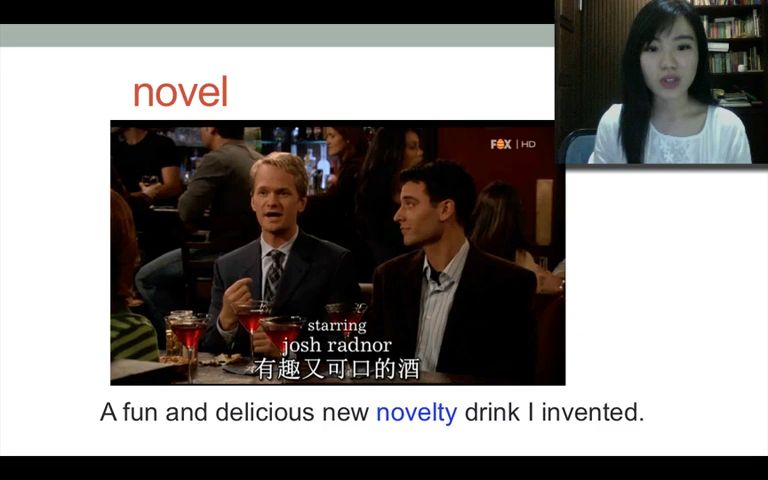 novel
FOX | HD
starring
josh radnor
有趣又可口的酒
A fun and delicious new novelty drink I invented.